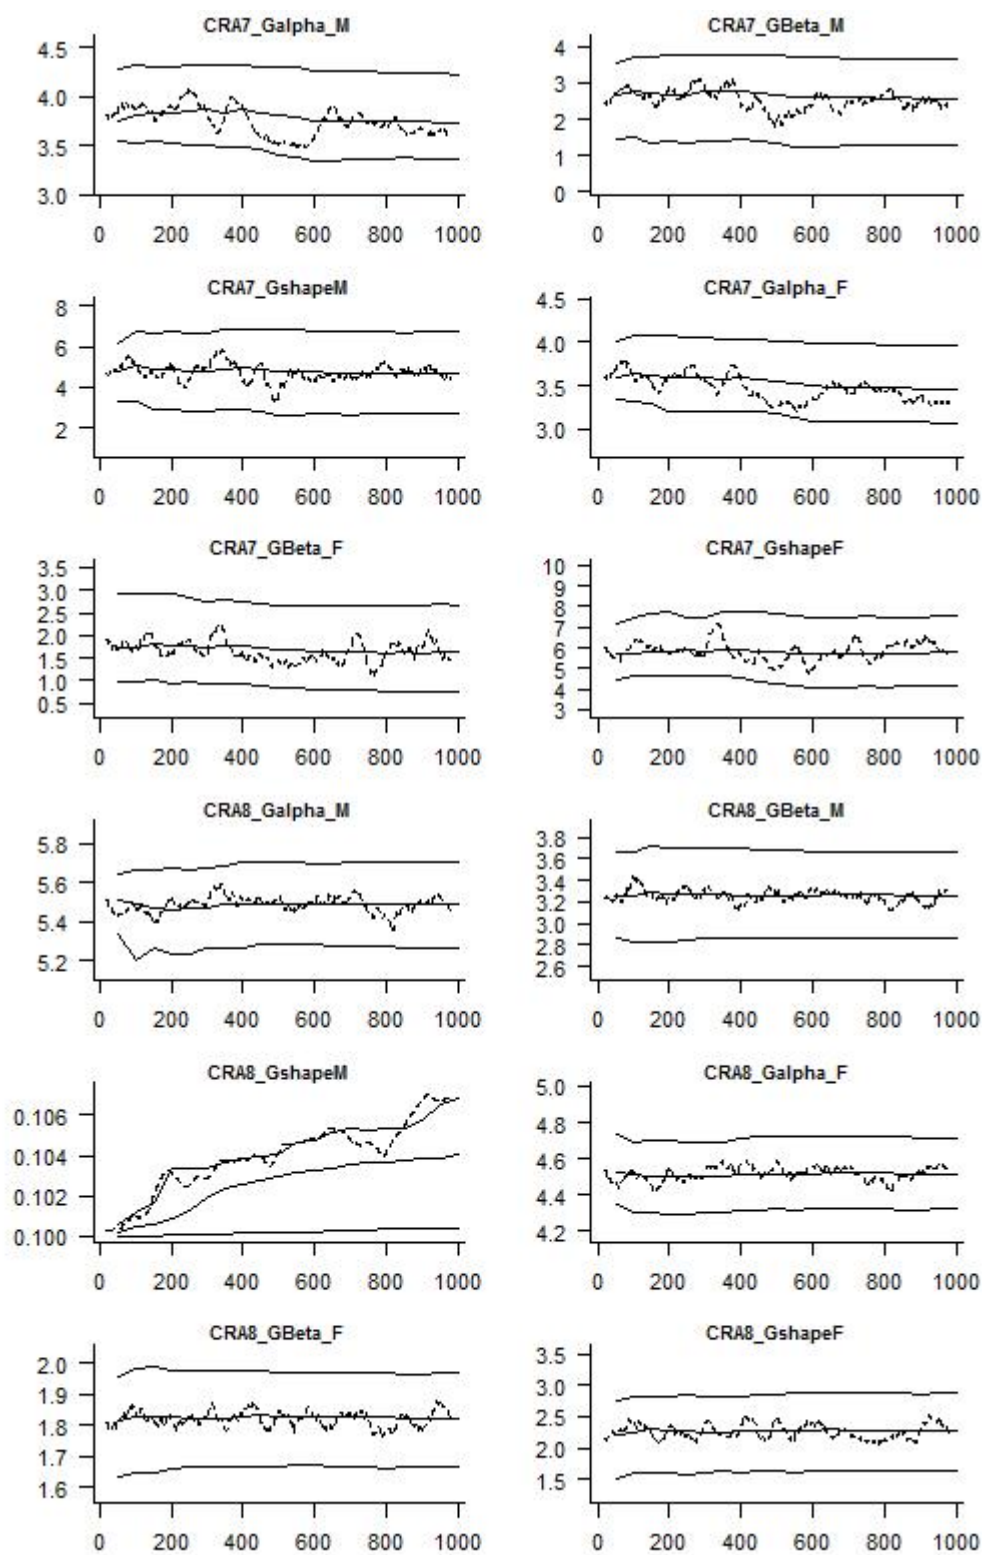 CRA7_Galpha_M
4.5
4.0
3.5
3.0
0 200 400 600 800 1000
CRA7_GBeta_M
4
3
2
1
0
0 200 400 600 800 1000
CRA7_GshapeM
8
6
4
2
0 200 400 600 800 1000
CRA7_Galpha_F
4.5
4.0
3.5
3.0
0 200 400 600 800 1000
CRA7_GBeta_F
3.5
3.0
2.5
2.0
1.5
1.0
0.5
0 200 400 600 800 1000
CRA7_GshapeF
10
9
8
7
6
5
4
3
0 200 400 600 800 1000
CRA8_Galpha_M
5.8
5.6
5.4
5.2
0 200 400 600 800 1000
CRA8_GBeta_M
3.8
3.6
3.4
3.2
3.0
2.8
2.6
0 200 400 600 800 1000
CRA8_GshapeM
0.106
0.104
0.102
0.100
0 200 400 600 800 1000
CRA8_Galpha_F
5.0
4.8
4.6
4.4
4.2
0 200 400 600 800 1000
CRA8_GBeta_F
2.0
1.9
1.8
1.7
1.6
0 200 400 600 800 1000
CRA8_GshapeF
3.5
3.0
2.5
2.0
1.5
0 200 400 600 800 1000